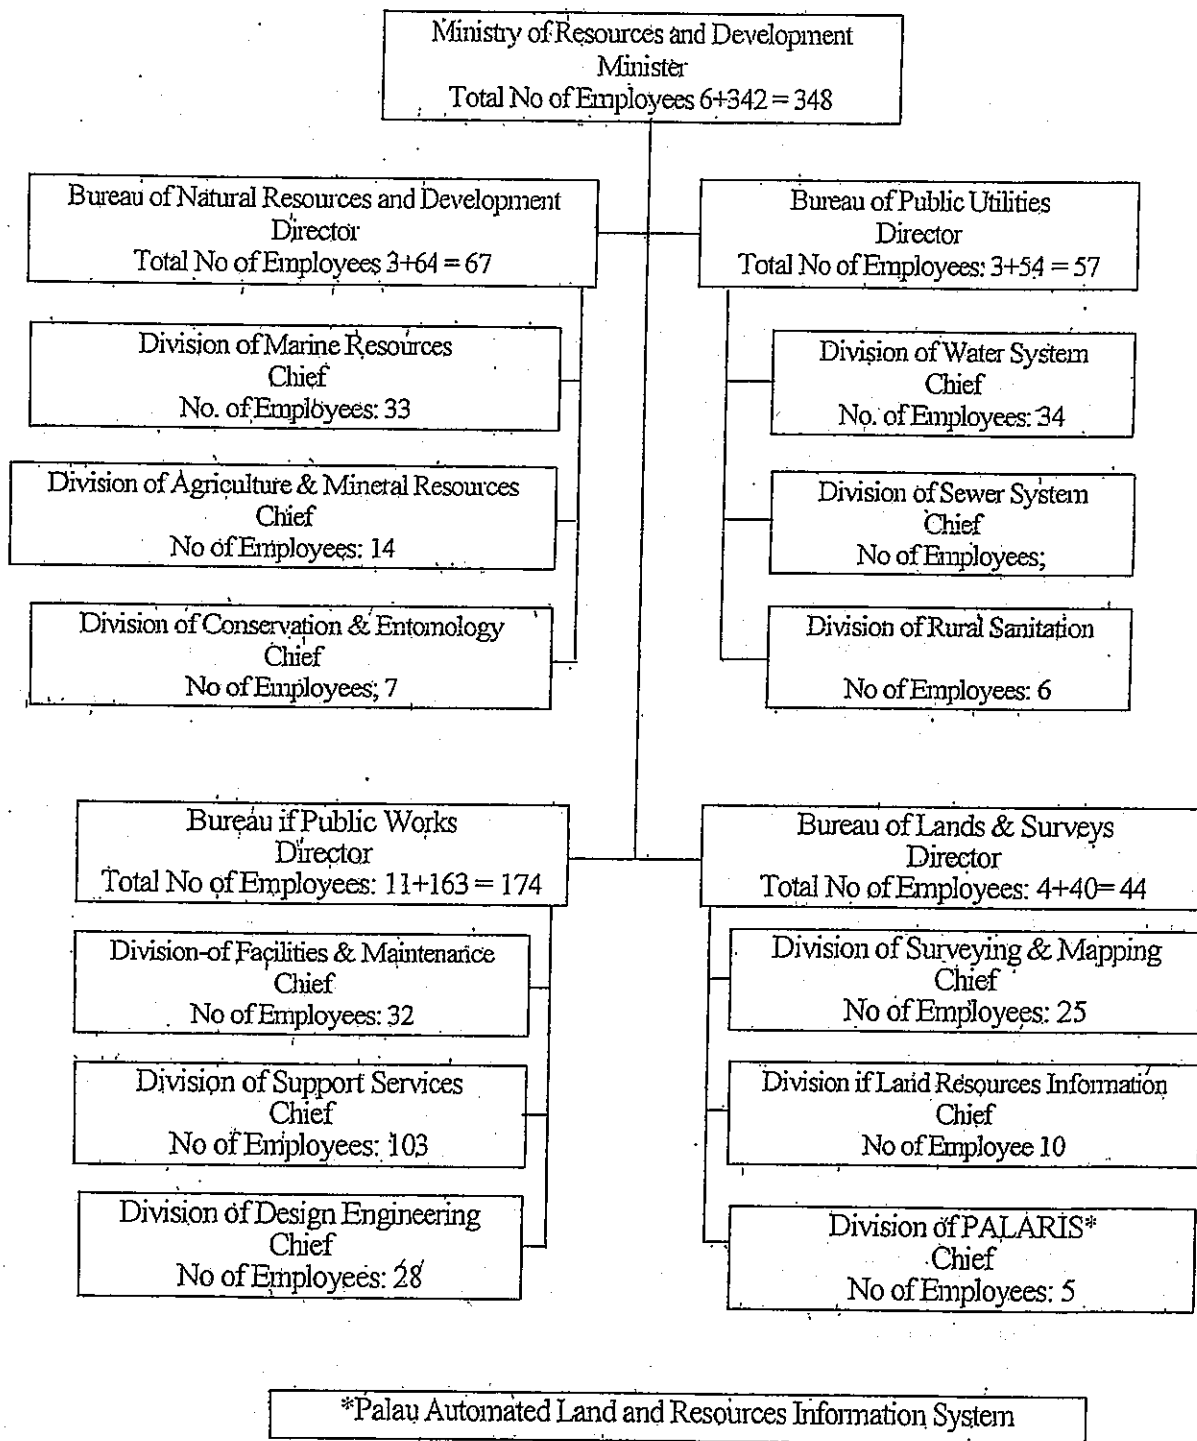 Ministry of Resources and Development
Minister
Total No of Employees 6+342 = 348
Bureau of Natural Resources and Development
Director
Total No of Employees 3+64 = 67
Bureau of Public Utilities
Director
Total No of Employees: 3+54 = 57
Division of Marine Resources
Chief
No. of Employees: 33
Division of Water System
Chief
No. of Employees: 34
Division of Agriculture & Mineral Resources
Chief
No of Employees: 14
Division of Sewer System
Chief
No of Employees;
Division of Conservation & Entomology
Chief
No of Employees; 7
Division of Rural Sanitation
No of Employees: 6
Bureau if Public Works
Director
Total No of Employees: 11+163 = 174
Bureau of Lands & Surveys
Director
Total No of Employees: 4+40= 44
Division of Facilities & Maintenance
Chief
No of Employees: 32
Division of Surveying & Mapping
Chief
No of Employees: 25
Division of Support Services
Chief
No of Employees: 103
Division if Land Resources Information
Chief
No of Employee 10
Division of Design Engineering
Chief
No of Employees: 28
Division of PALARIS*
Chief
No of Employees: 5
*Palau Automated Land and Resources Information System